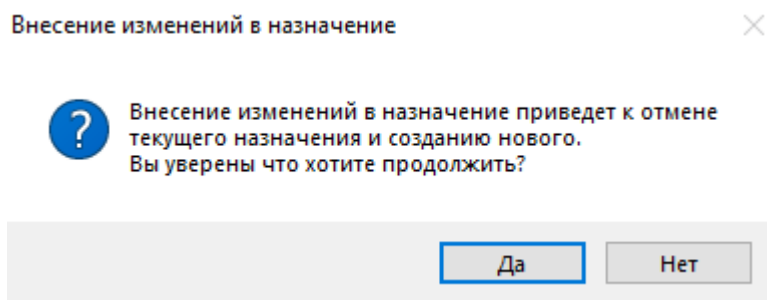 Внесение изменений в назначение
Внесение изменений в назначение приведет к отмене
текущего назначения и созданию нового.
Вы уверены что хотите продолжить?
Да
Нет